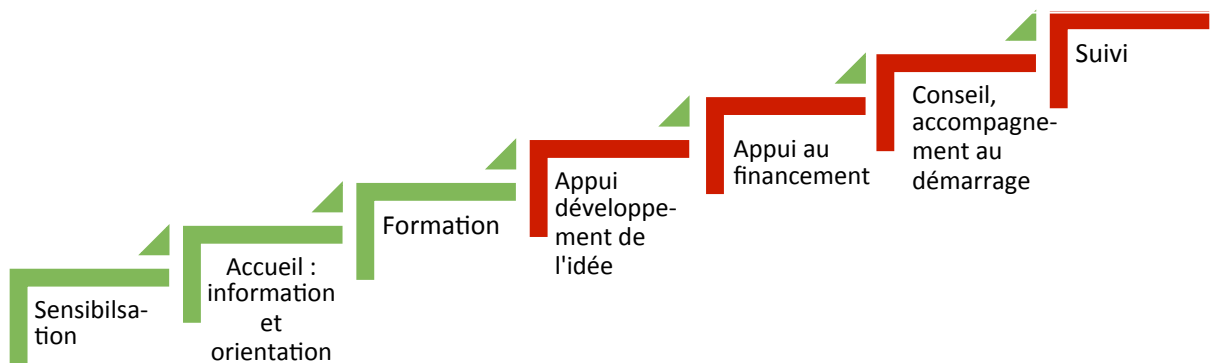 Sensibilsa-
tion
Accueil :
information
et
orientation
Formation
Appui
développe-
ment de
l'idée
Appui au
financement
Conseil,
accompagne-
ment au
démarrage
Suivi